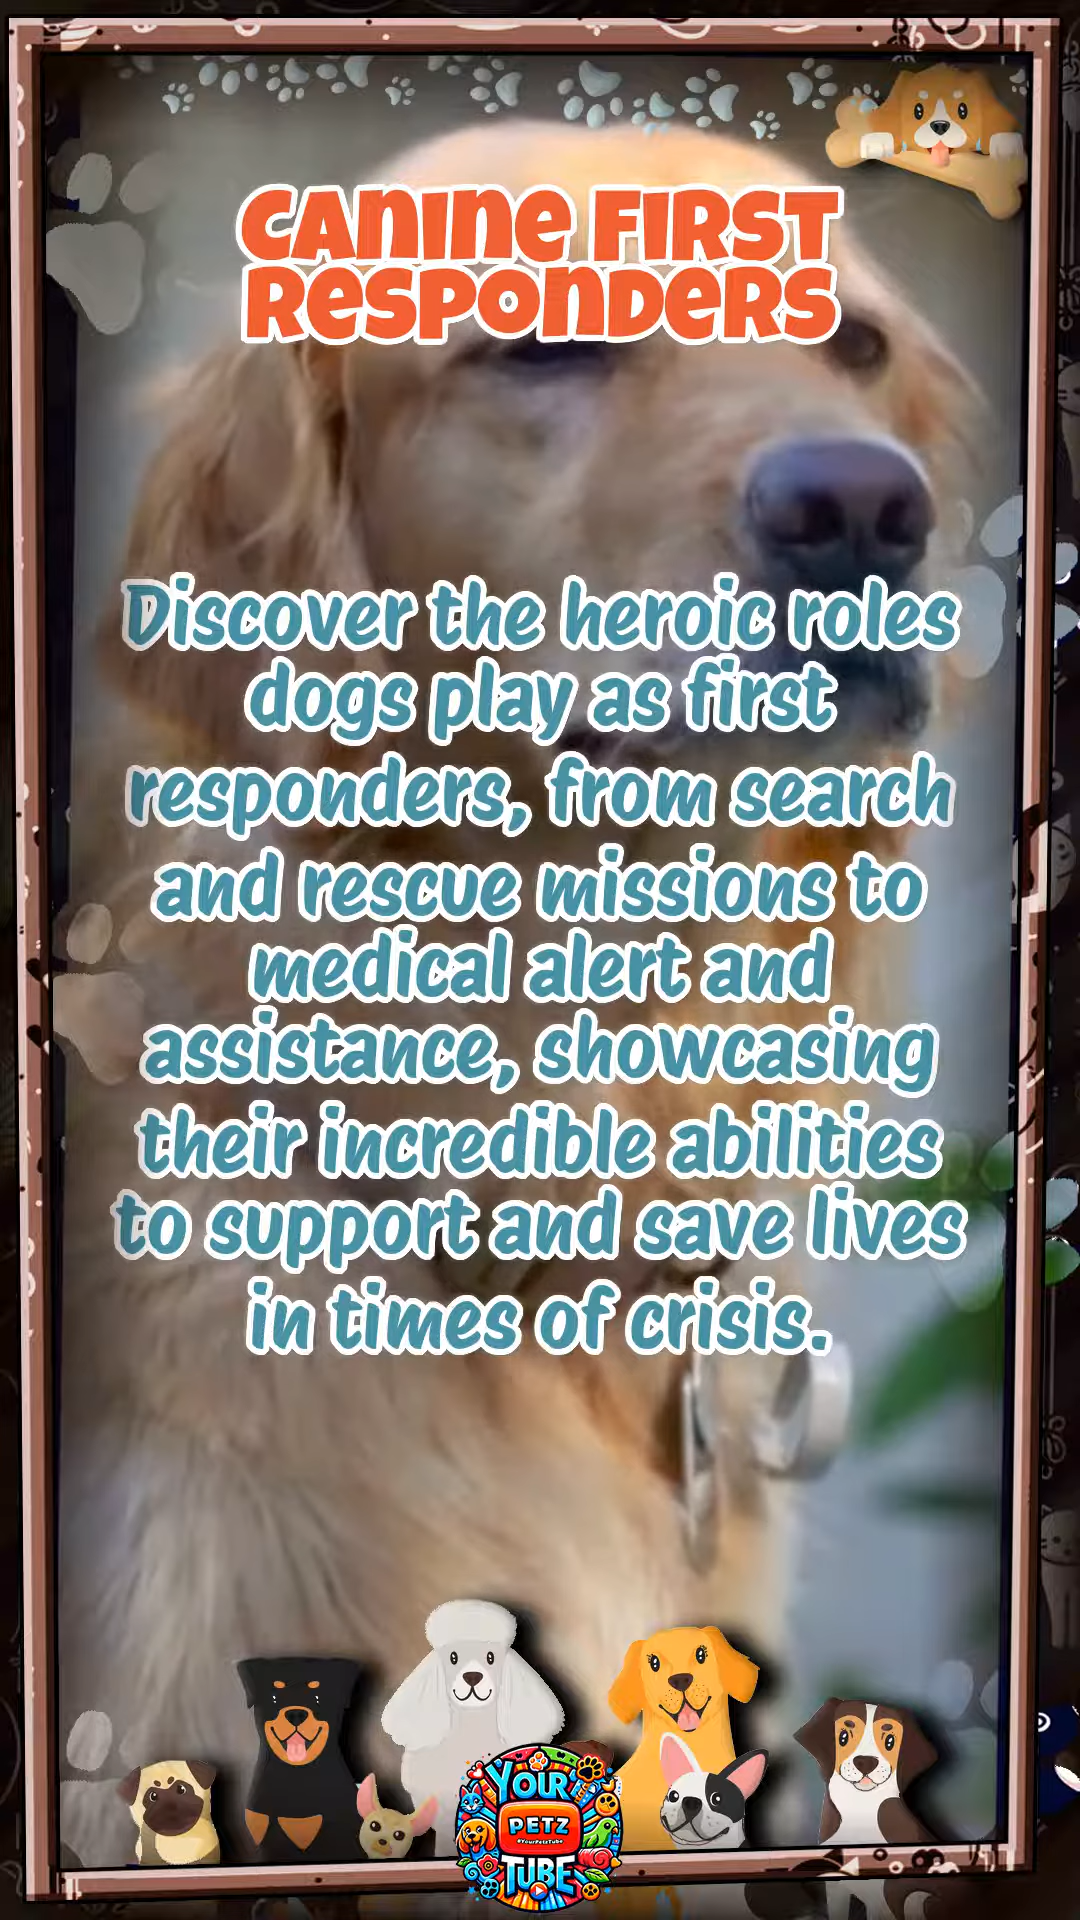 CANINE FIRST
RESPONDERS
Discover the heroic roles
dogs play as first
responders, from search
and rescue missions to
medical alert and
assistance, showcasing
their incredible abilities
to support and save lives
in times of crisis.
YOUR
PETZ
#YourPetzTube
TUBE